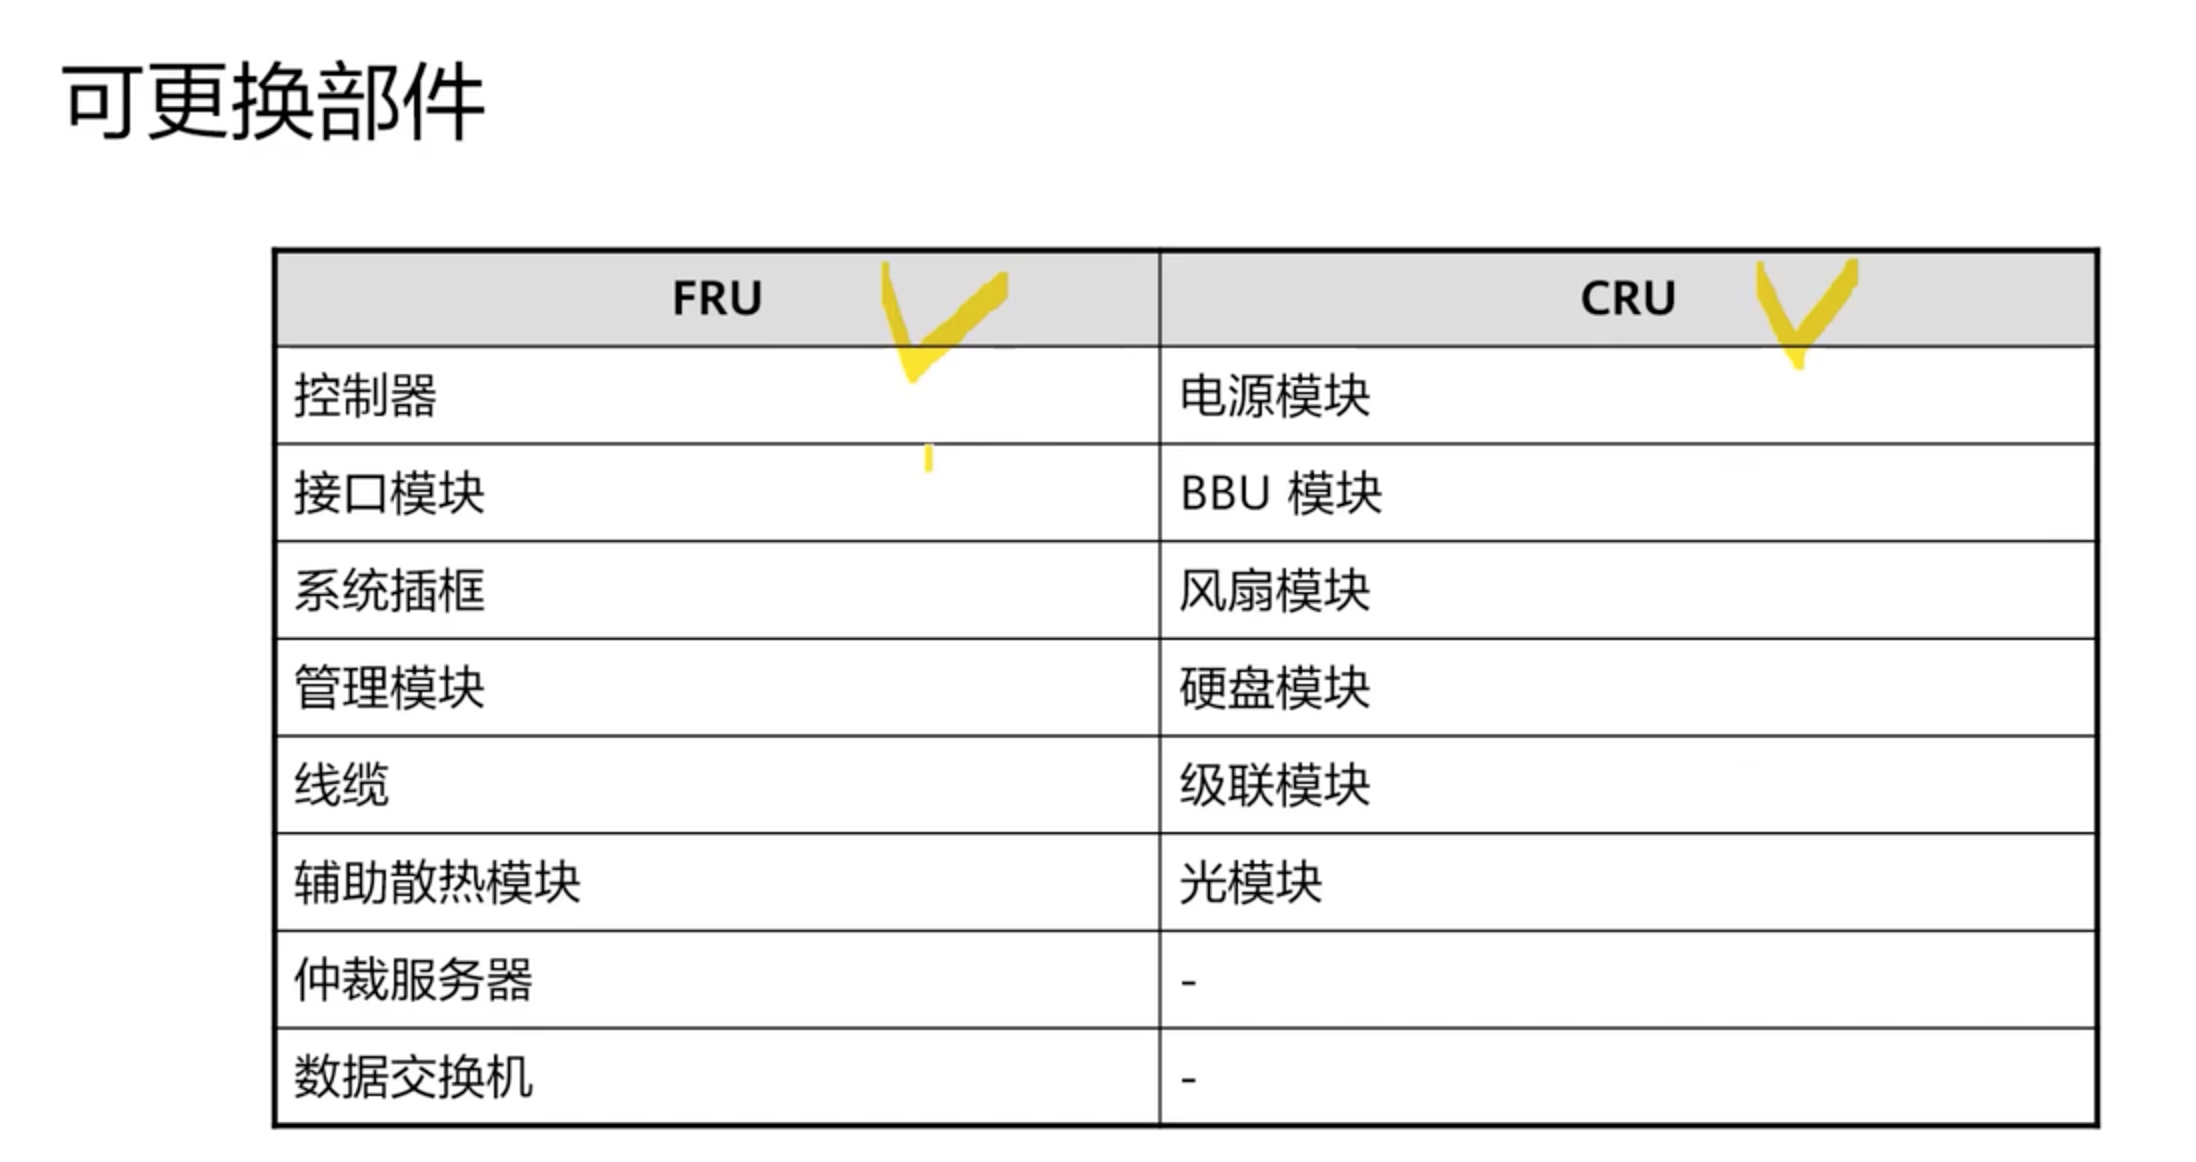 可更换部件
FRU CRU
控制器 电源模块
接口模块 BBU 模块
系统插框 风扇模块
管理模块 硬盘模块
线缆 级联模块
辅助散热模块 光模块
仲裁服务器 -
数据交换机 -